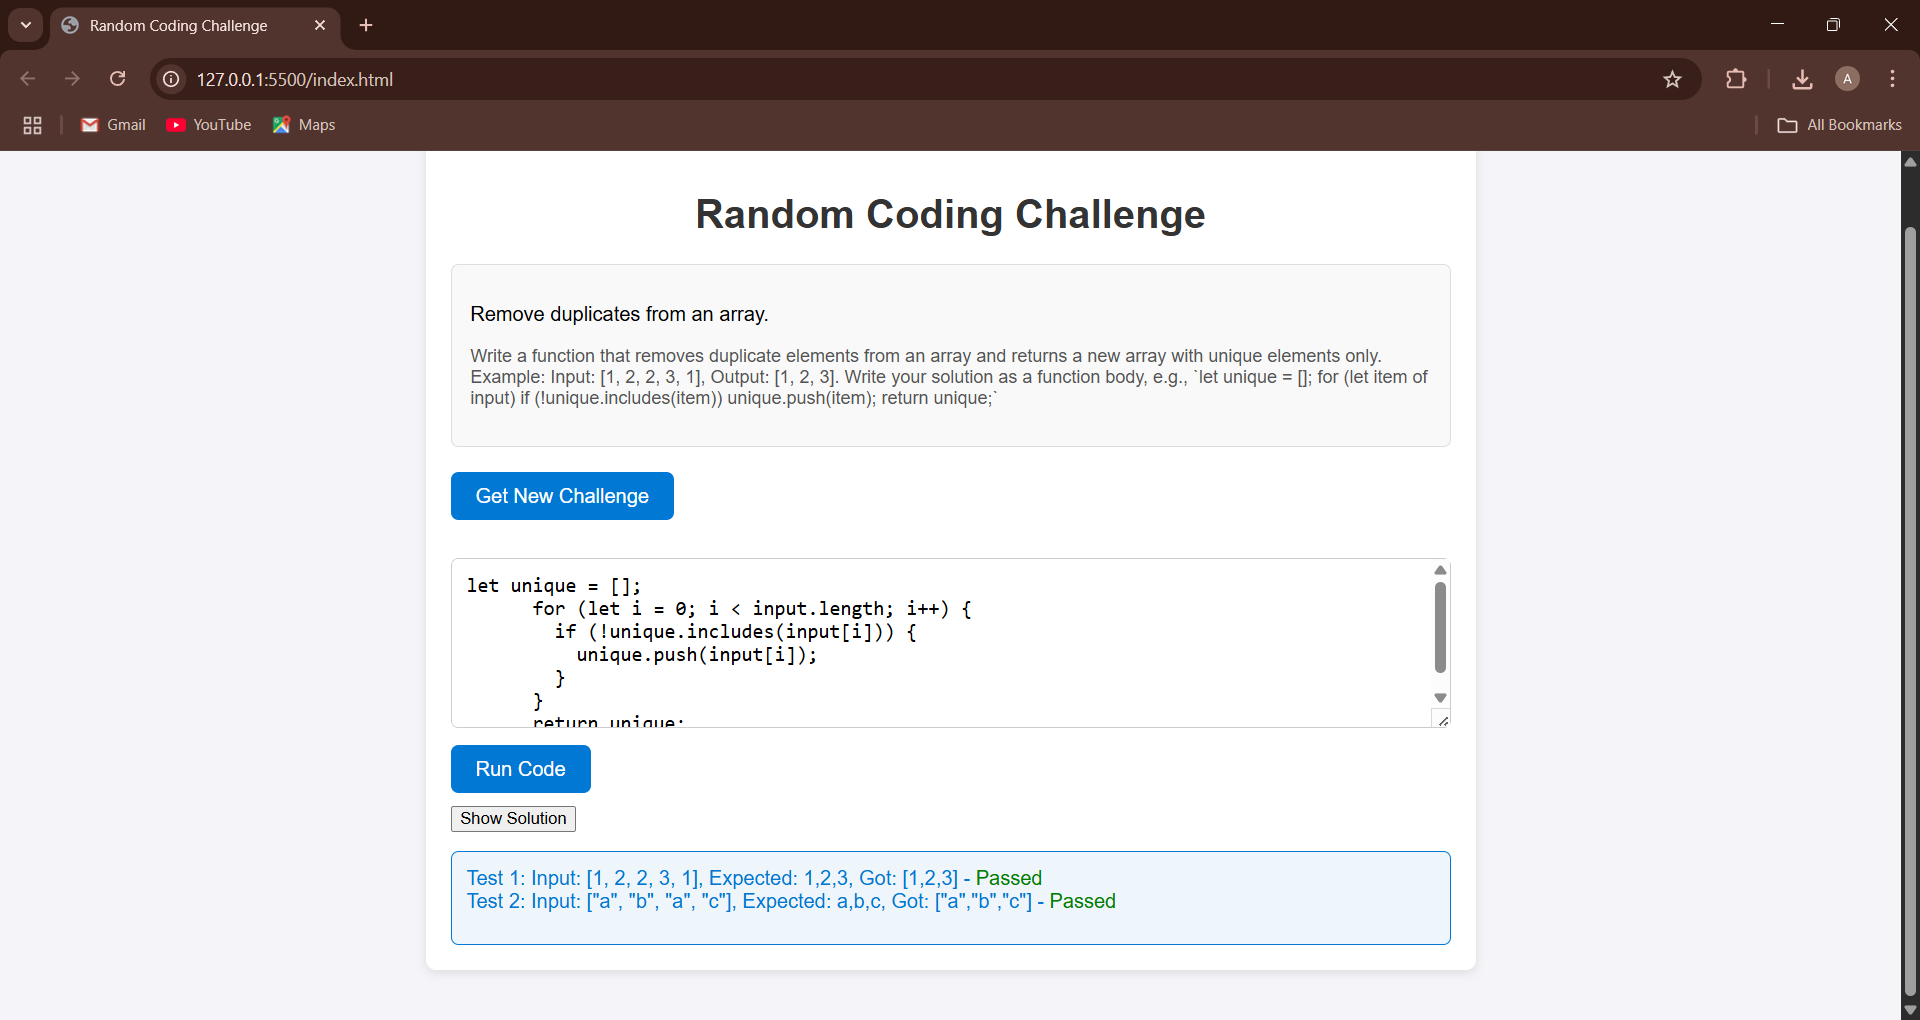 Random Coding Challenge
127.0.0.1:5500/index.html
A
Gmail
YouTube
Maps
All Bookmarks
Random Coding Challenge
Remove duplicates from an array.
Write a function that removes duplicate elements from an array and returns a new array with unique elements only.
Example: Input: [1, 2, 2, 3, 1], Output: [1, 2, 3]. Write your solution as a function body, e.g., `let unique = []; for (let item of
input) if (!unique.includes(item)) unique.push(item); return unique;`
Get New Challenge
let unique = [];
for (let i = 0; i < input.length; i++) {
if (!unique.includes(input[i])) {
unique.push(input[i]);
}
}
return unique;
Run Code
Show Solution
Test 1: Input: [1, 2, 2, 3, 1], Expected: 1,2,3, Got: [1,2,3] - Passed
Test 2: Input: ["a", "b", "a", "c"], Expected: a,b,c, Got: ["a","b","c"] - Passed